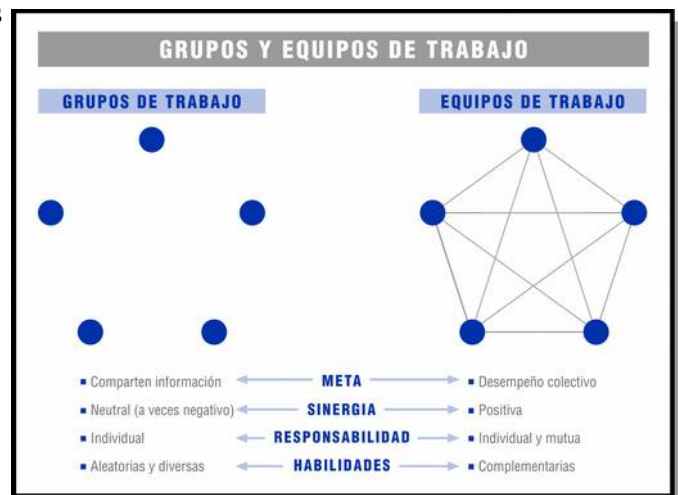 GRUPOS Y EQUIPOS DE TRABAJO
GRUPOS DE TRABAJO
EQUIPOS DE TRABAJO
▪ Comparten información META ▪ Desempeño colectivo
▪ Neutral (a veces negativo) SINERGIA ▪ Positiva
▪ Individual RESPONSABILIDAD ▪ Individual y mutua
▪ Aleatorias y diversas HABILIDADES ▪ Complementarias